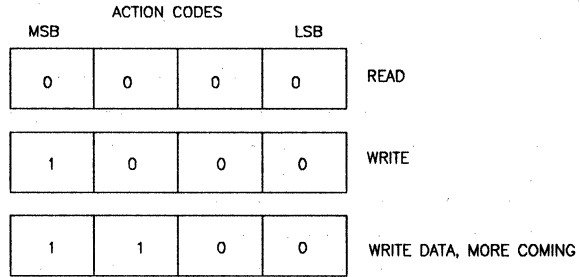 ACTION CODES
MSB LSB
0 0 0 0 READ
1 0 0 0 WRITE
1 1 0 0 WRITE DATA, MORE COMING